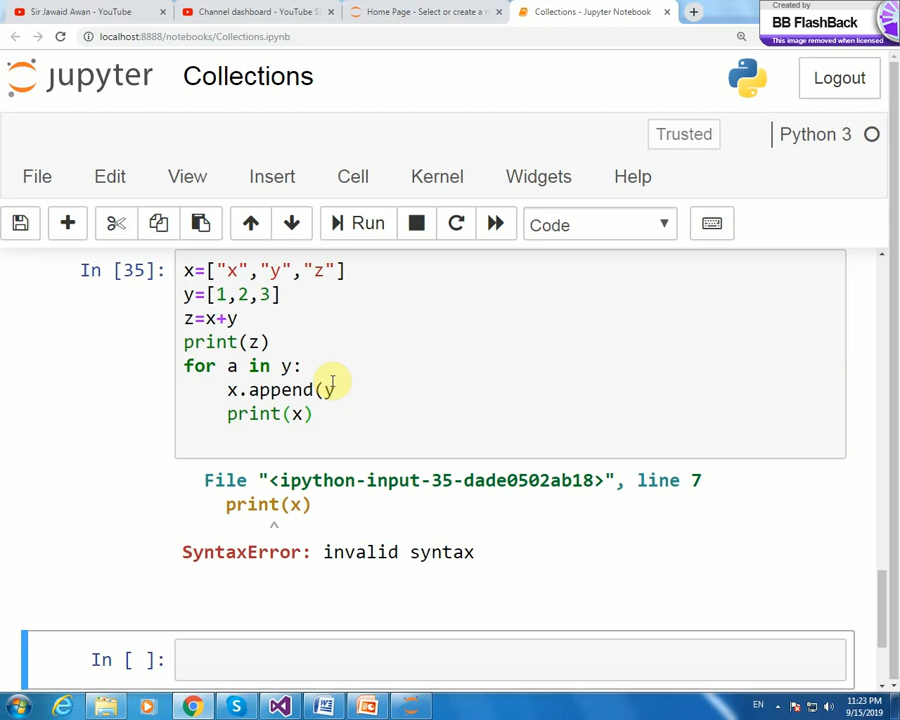 Sir Jawaid Awan - YouTube
Channel dashboard - YouTube S
Home Page - Select or create a n
Collections - Jupyter Notebook
Created by
BB FlashBack
This image removed when licensed
localhost:8888/notebooks/Collections.ipynb
jupyter Collections
Logout
Trusted
Python 3
File Edit View Insert Cell Kernel Widgets Help
Run
Code
In [35]: x=["x","y","z"]
y=[1,2,3]
z=x+y
print(z)
for a in y:
x.append(y
print(x)
File "<ipython-input-35-dade0502ab18>", line 7
print(x)
^
SyntaxError: invalid syntax
In [ ]:
EN
11:23 PM
9/15/2019